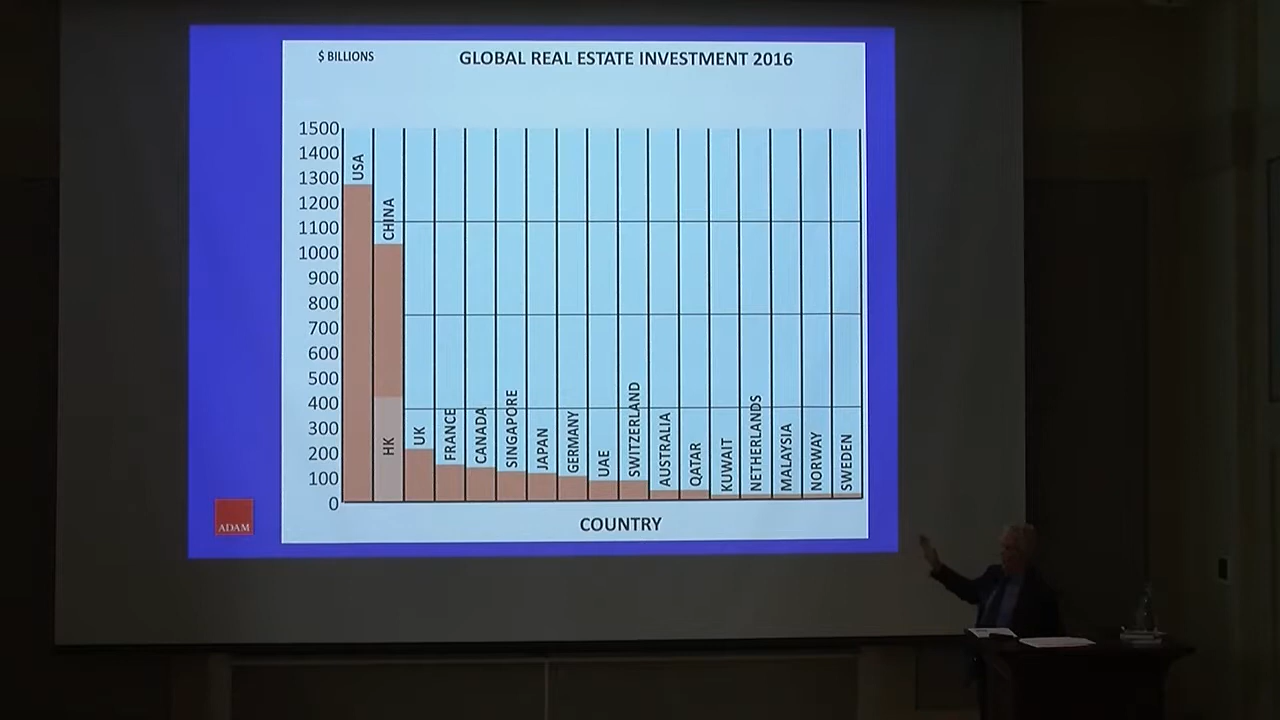 $ BILLIONS
GLOBAL REAL ESTATE INVESTMENT 2016
1500
1400
1300
1200
1100
1000
900
800
700
600
500
400
300
200
100
0
USA
CHINA
HK
UK
FRANCE
CANADA
SINGAPORE
JAPAN
GERMANY
UAE
SWITZERLAND
AUSTRALIA
QATAR
KUWAIT
NETHERLANDS
MALAYSIA
NORWAY
SWEDEN
COUNTRY
ADAM